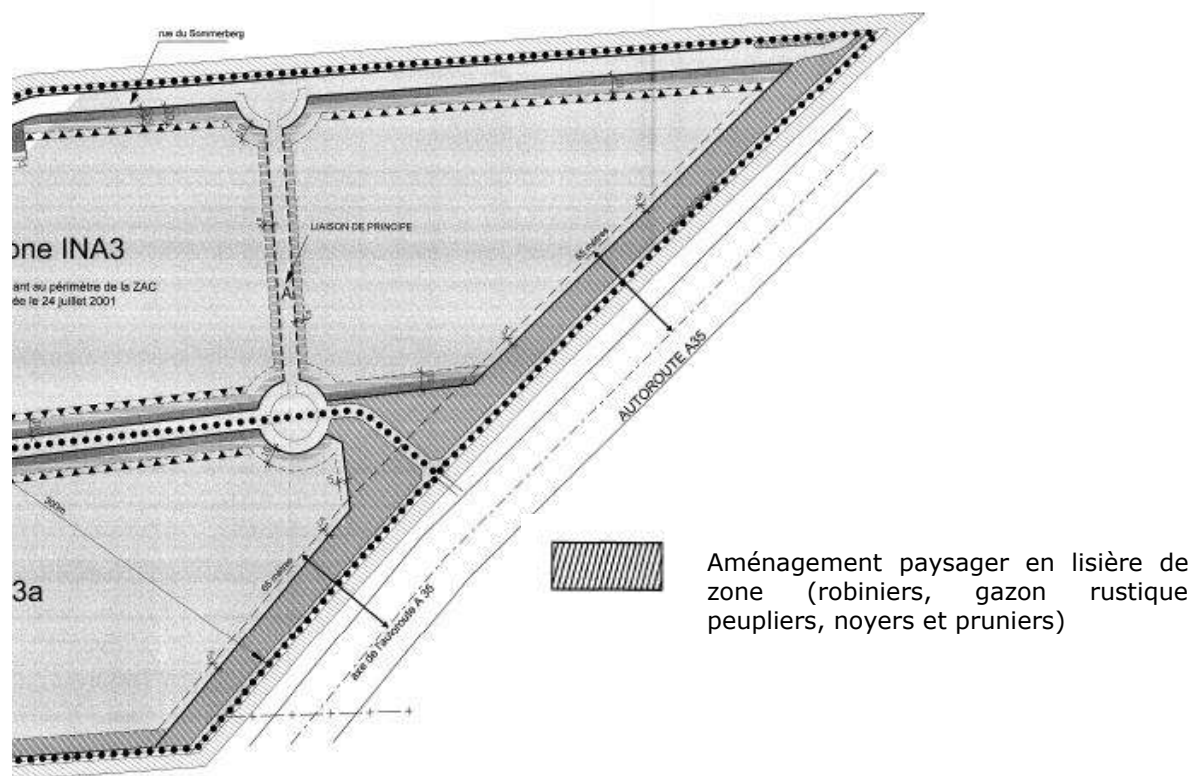 rue du Sommerberg
LIAISON DE PRINCIPE
one INA3
ant au périmètre de la ZAC
ée le 24 juillet 2001
A
65 mètres
AUTOROUTE A35
300m
3a
65 mètres
axe de l'autoroute A 35
Aménagement paysager en lisière de
zone (robiniers, gazon rustique
peupliers, noyers et pruniers)